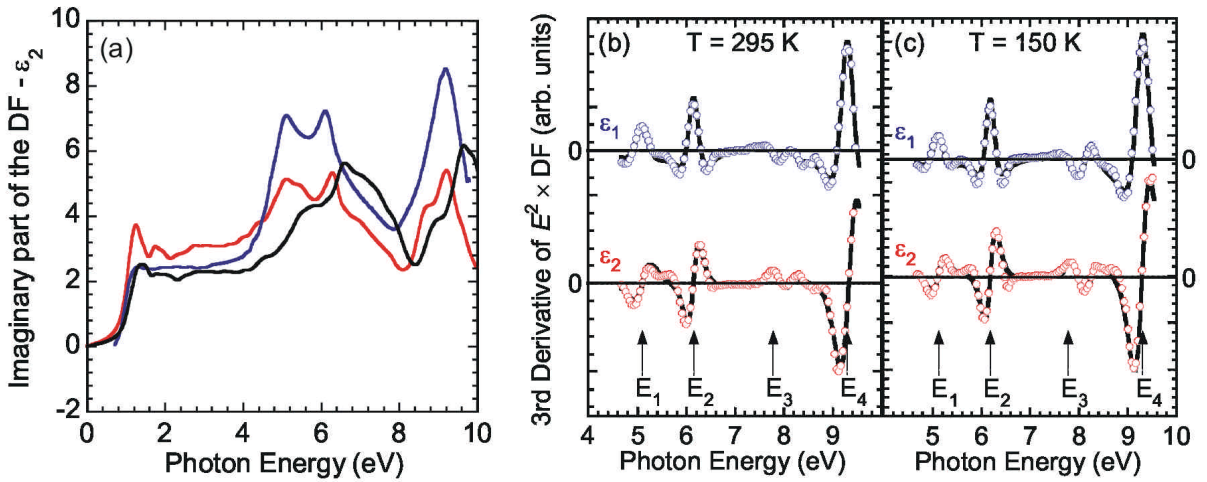 (a)
Imaginary part of the DF - ε₂
10
8
6
4
2
0
-2
0 2 4 6 8 10
Photon Energy (eV)
3rd Derivative of E² × DF (arb. units)
(b) T = 295 K
ε₁
0
ε₂
0
E₁ E₂ E₃ E₄
4 5 6 7 8 9
Photon Energy (eV)
(c) T = 150 K
ε₁
0
ε₂
0
E₁ E₂ E₃ E₄
5 6 7 8 9 10
Photon Energy (eV)